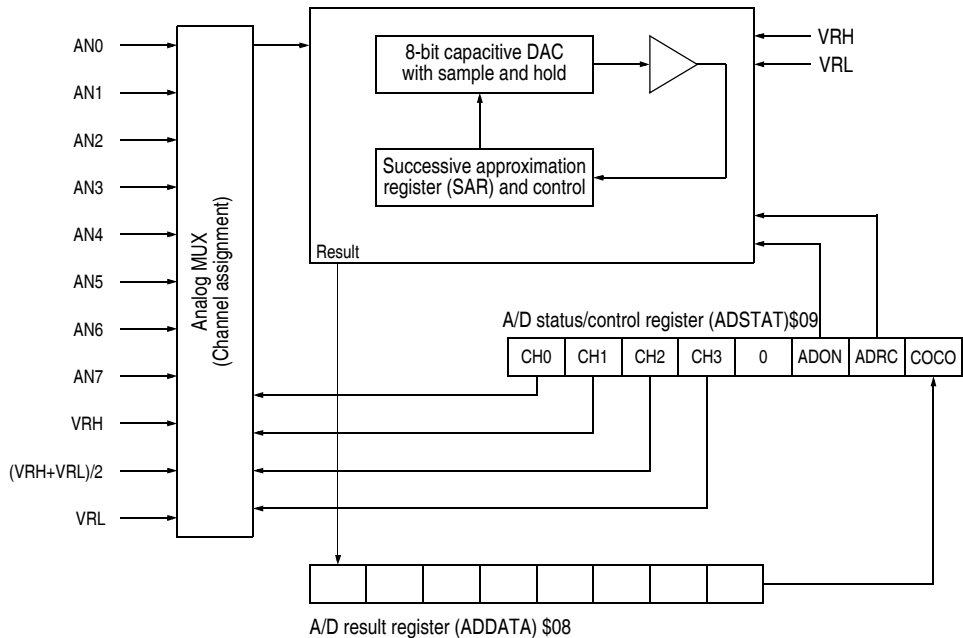 AN0
AN1
AN2
AN3
AN4
AN5
AN6
AN7
VRH
(VRH+VRL)/2
VRL
Analog MUX
(Channel assignment)
8-bit capacitive DAC
with sample and hold
Successive approximation
register (SAR) and control
Result
VRH
VRL
A/D status/control register (ADSTAT)$09
CH0
CH1
CH2
CH3
0
ADON
ADRC
COCO
A/D result register (ADDATA) $08